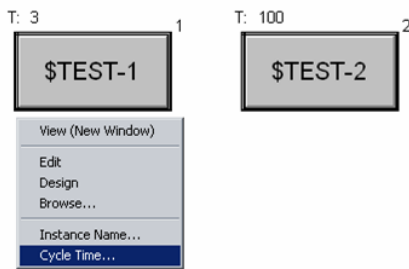 T: 3
1
T: 100
2
$TEST-1
$TEST-2
View (New Window)
Edit
Design
Browse...
Instance Name...
Cycle Time...